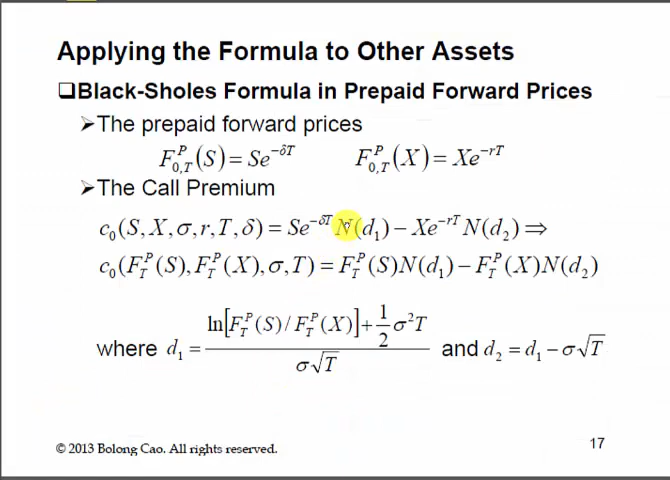 Applying the Formula to Other Assets
❑Black-Sholes Formula in Prepaid Forward Prices
➢The prepaid forward prices
F^P_{0,T}(S) = Se^{−δT}   F^P_{0,T}(X) = Xe^{−rT}
➢The Call Premium
c_0(S, X, σ, r, T, δ) = Se^{−δT} N(d_1) − Xe^{−rT} N(d_2) ⇒
c_0(F^P_T(S), F^P_T(X), σ, T) = F^P_T(S)N(d_1) − F^P_T(X)N(d_2)
where d_1 = (ln[F^P_T(S) / F^P_T(X)] + 1/2 σ^2 T) / (σ√T) and d_2 = d_1 − σ√T
© 2013 Bolong Cao. All rights reserved.
17